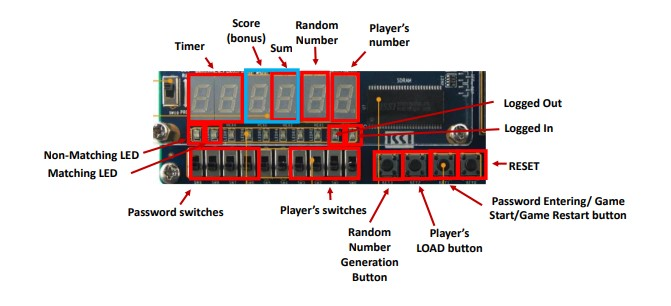 Timer
Score
(bonus)
Sum
Random
Number
Player's
number
SDRAM
ISSI
Logged Out
Logged In
Non-Matching LED
Matching LED
RESET
Password switches
Player's switches
Random
Number
Generation
Button
Player's
LOAD button
Password Entering/ Game
Start/Game Restart button